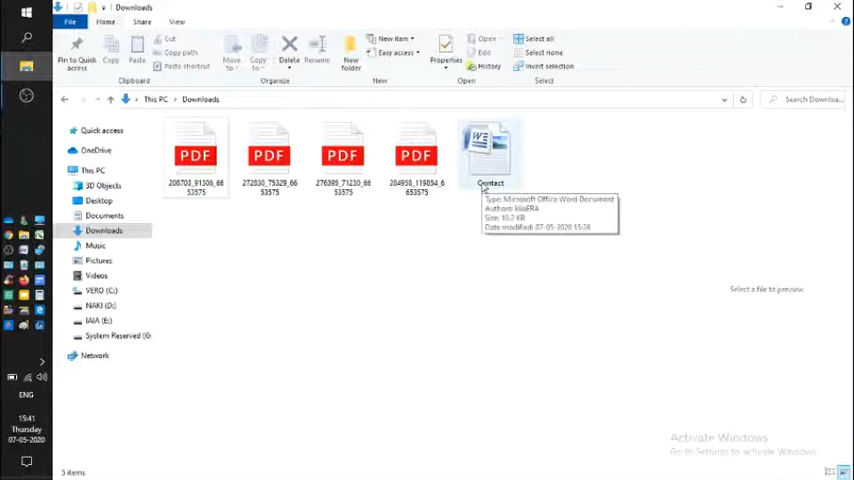 Downloads
File
Home
Share
View
Pin to Quick access
Copy
Paste
Cut
Copy path
Paste shortcut
Clipboard
Move to
Copy to
Delete
Rename
Organize
New folder
New item
Easy access
New
Properties
Open
Edit
History
Open
Select all
Select none
Invert selection
Select
This PC > Downloads
Search Downloa...
Quick access
OneDrive
This PC
3D Objects
Desktop
Documents
Downloads
Music
Pictures
Videos
VERO (C:)
NAKI (D:)
IAIA (E:)
System Reserved (G:
Network
PDF
208703_91306_66
53575
PDF
272830_75329_66
53575
PDF
276395_71230_66
53575
PDF
284958_119854_6
653575
Contact
Type: Microsoft Office Word Document
Size: 10.2 KB
Date modified: 07-05-2020 15:38
Select a file to preview.
ENG
15:41
Thursday
07-05-2020
Activate Windows
Go to Settings to activate Windows.
5 items